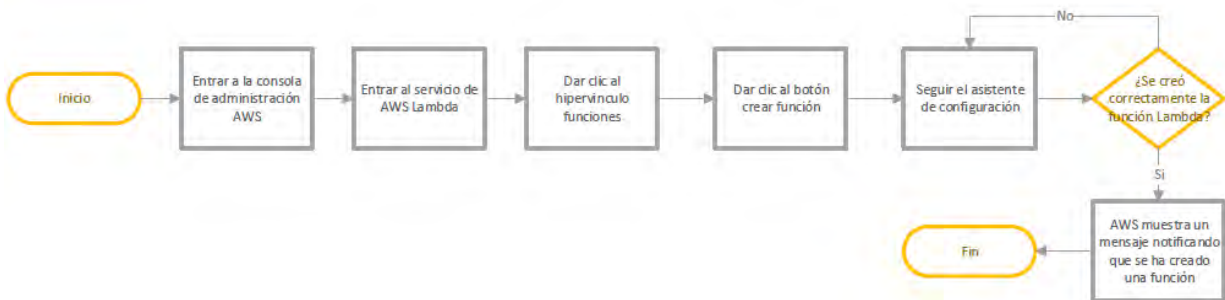 No
Inicio
Entrar a la consola
de administración
AWS
Entrar al servicio de
AWS Lambda
Dar clic al
hipervinculo
funciones
Dar clic al botón
crear función
Seguir el asistente
de configuración
¿Se creó
correctamente la
función Lambda?
Si
AWS muestra un
mensaje notificando
que se ha creado
una función
Fin